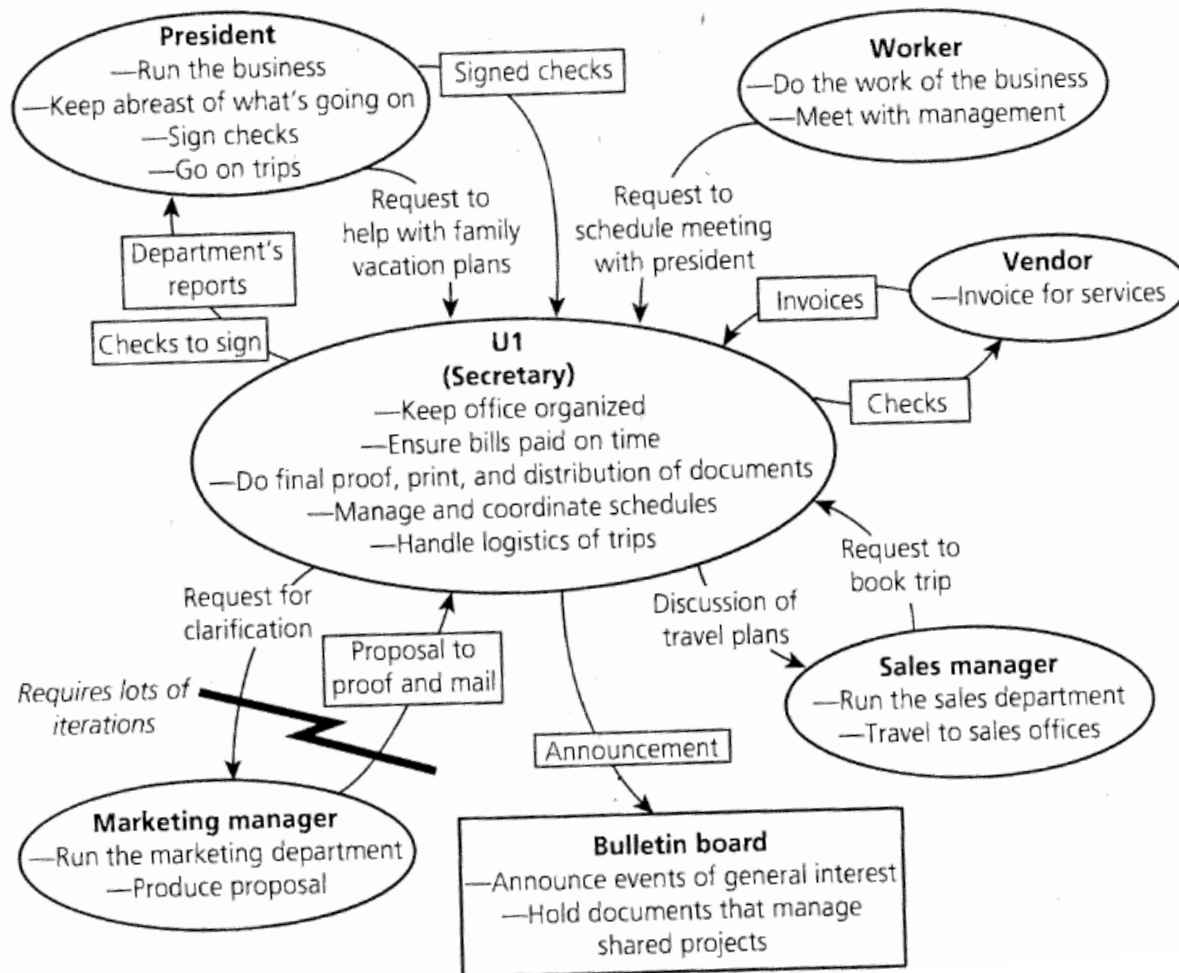 President
—Run the business
—Keep abreast of what's going on
—Sign checks
—Go on trips
Signed checks
Worker
—Do the work of the business
—Meet with management
Request to
help with family
vacation plans
Request to
schedule meeting
with president
Department's
reports
Checks to sign
Vendor
—Invoice for services
Invoices
Checks
U1
(Secretary)
—Keep office organized
—Ensure bills paid on time
—Do final proof, print, and distribution of documents
—Manage and coordinate schedules
—Handle logistics of trips
Request for
clarification
Proposal to
proof and mail
Requires lots of
iterations
Discussion of
travel plans
Request to
book trip
Sales manager
—Run the sales department
—Travel to sales offices
Announcement
Marketing manager
—Run the marketing department
—Produce proposal
Bulletin board
—Announce events of general interest
—Hold documents that manage
shared projects